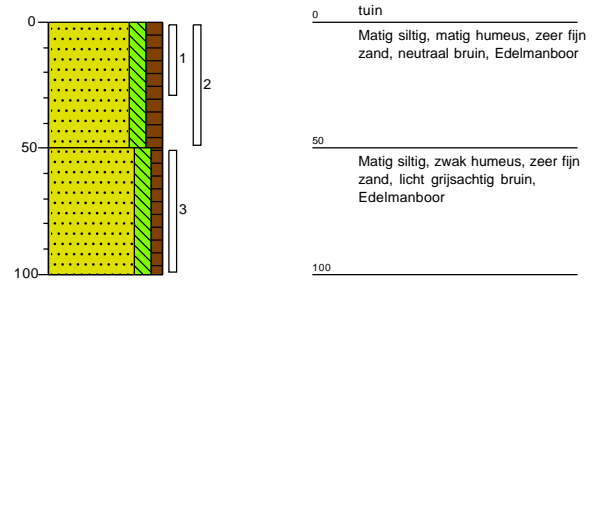 0
1
2
50
3
100
0
tuin
Matig siltig, matig humeus, zeer fijn
zand, neutraal bruin, Edelmanboor
50
Matig siltig, zwak humeus, zeer fijn
zand, licht grijsachtig bruin,
Edelmanboor
100